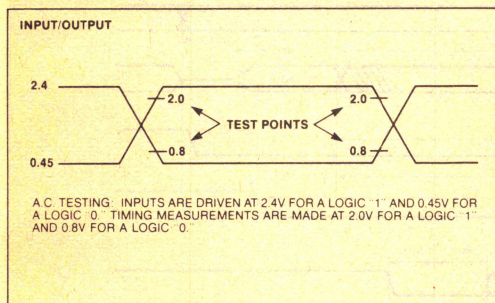 INPUT/OUTPUT
2.4
2.0
2.0
TEST POINTS
0.8
0.8
0.45
A.C. TESTING: INPUTS ARE DRIVEN AT 2.4V FOR A LOGIC "1" AND 0.45V FOR
A LOGIC "0." TIMING MEASUREMENTS ARE MADE AT 2.0V FOR A LOGIC "1"
AND 0.8V FOR A LOGIC "0."